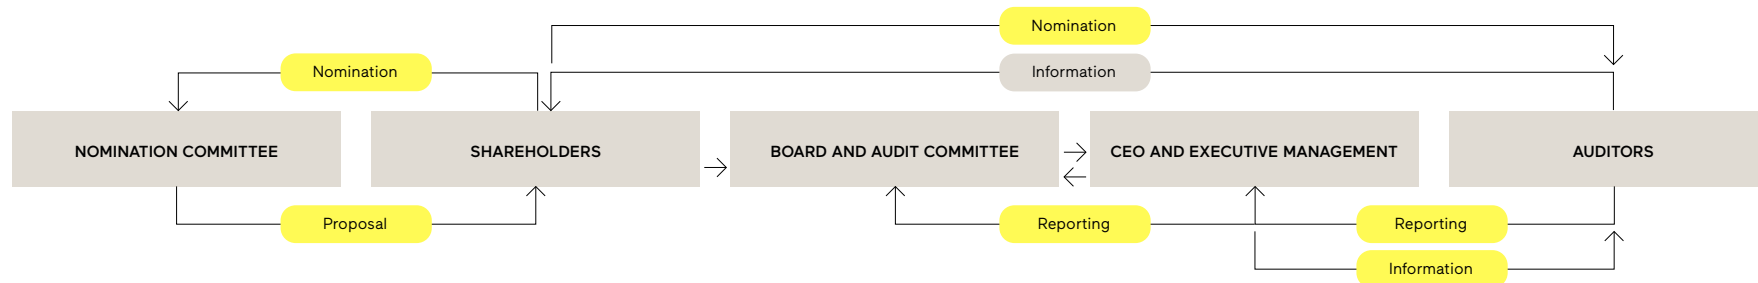 Nomination
Nomination
Information
NOMINATION COMMITTEE
SHAREHOLDERS
BOARD AND AUDIT COMMITTEE
CEO AND EXECUTIVE MANAGEMENT
AUDITORS
Proposal
Reporting
Reporting
Information